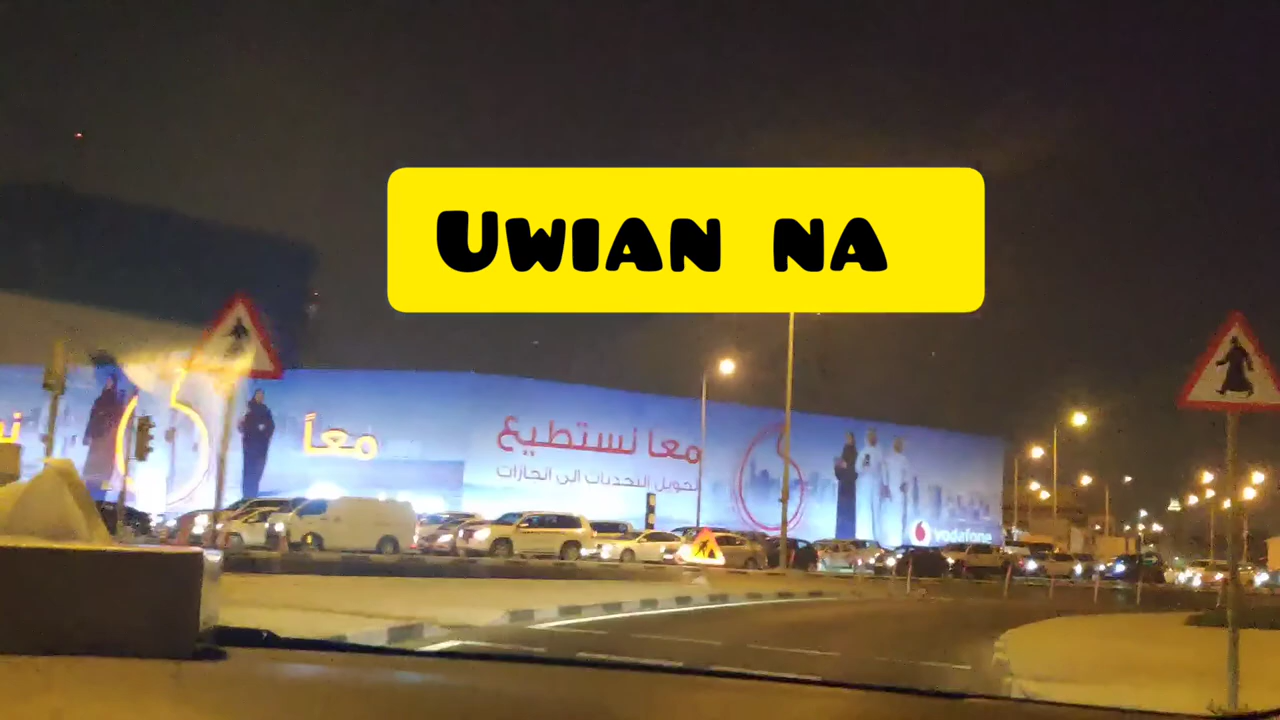 Uwian na
معاً
معا نستطيع
تحويل التحديات الى انجازات
vodafone